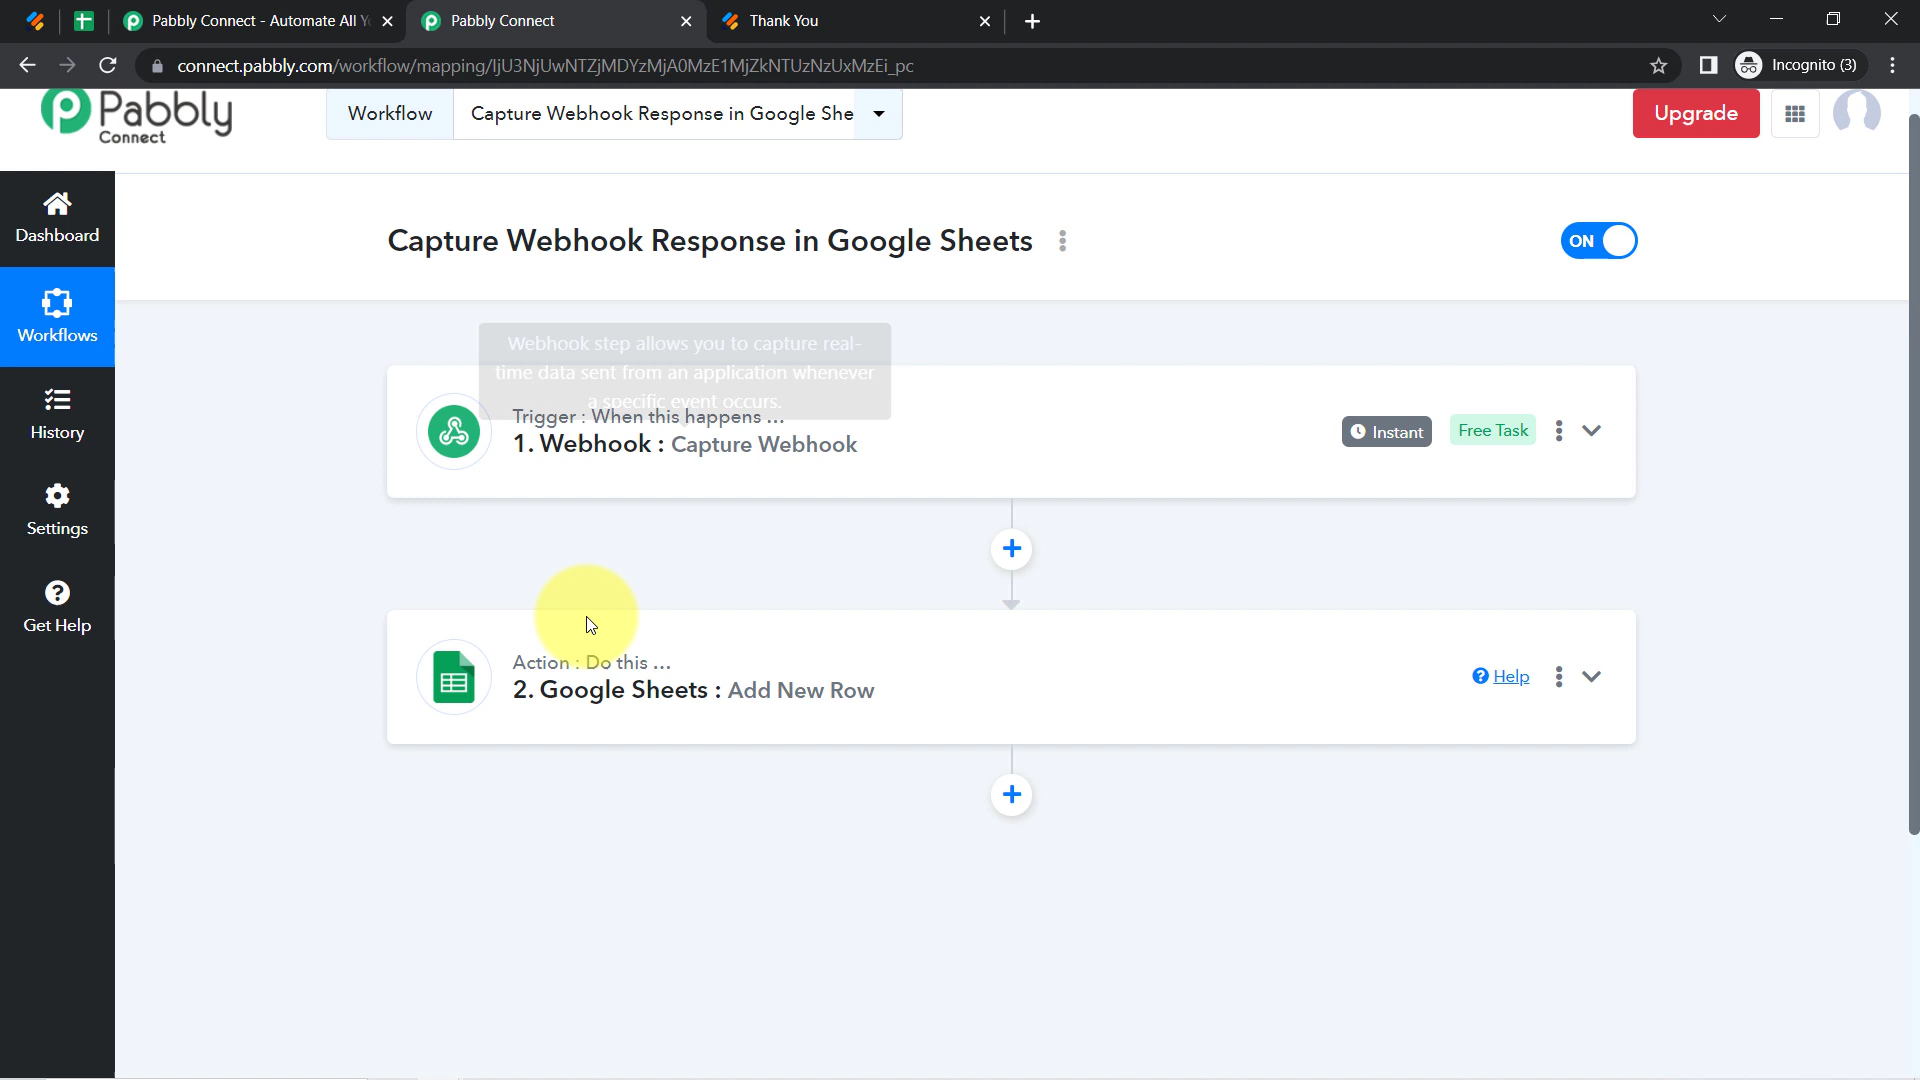 Pabbly Connect - Automate All Y
Pabbly Connect
Thank You
connect.pabbly.com/workflow/mapping/IjU3NjUwNTZjMDYzMjA0MzE1MjZkNTUzNzUxMzEi_pc
Incognito (3)
Pabbly
Connect
Workflow
Capture Webhook Response in Google She
Upgrade
Dashboard
Workflows
History
Settings
Get Help
Capture Webhook Response in Google Sheets
ON
Webhook step allows you to capture real-
time data sent from an application whenever
a specific event occurs.
Trigger : When this happens ...
1. Webhook : Capture Webhook
Instant
Free Task
Action : Do this ...
2. Google Sheets : Add New Row
Help